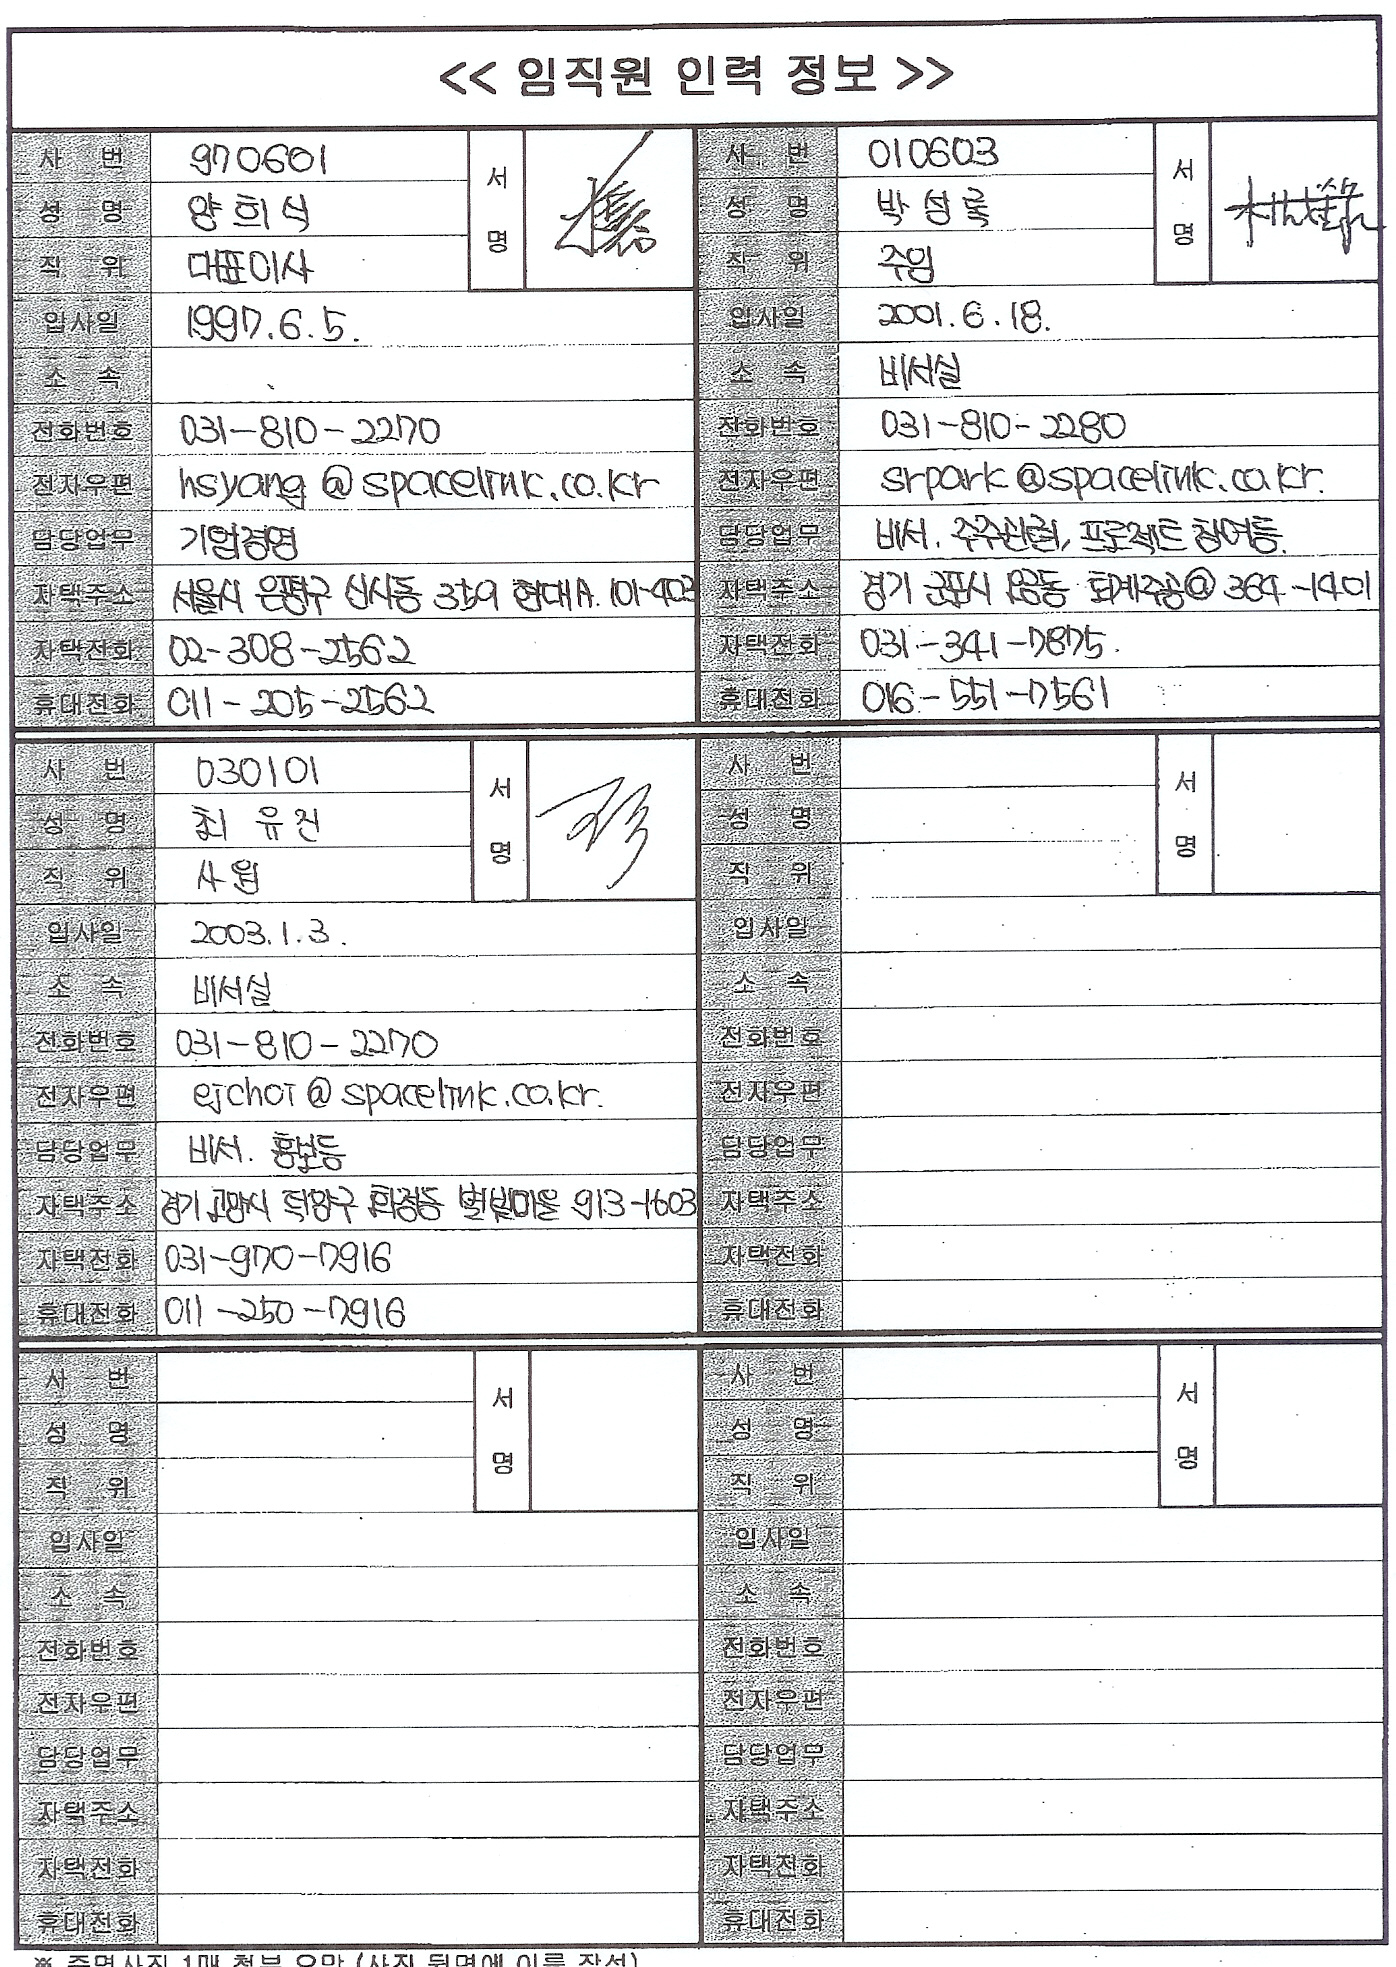 << 임직원 인력 정보 >>
사 번 970601 서 명
성 명 양희식
직 위 대표이사
입사일 1997.6.5.
소 속
전화번호 031-810-2270
전자우편 hsyang@spacelink.co.kr
담당업무 기업경영
자택주소 서울시 은평구 신사동 359 현대A. 101-403
자택전화 02-308-2562
휴대전화 011-205-2562
사 번 010603 서 명
성 명 박성록
직 위 주임
입사일 2001.6.18.
소 속 비서실
전화번호 031-810-2280
전자우편 srpark@spacelink.co.kr.
담당업무 비서. 주주관리, 프로젝트 참여등.
자택주소 경기 군포시 금정동 퇴계주공@ 364-1401
자택전화 031-341-7875.
휴대전화 016-551-7561
사 번 030101 서 명
성 명 최유진
직 위 사원
입사일 2003.1.3.
소 속 비서실
전화번호 031-810-2270
전자우편 ejchoi@spacelink.co.kr.
담당업무 비서. 홍보등
자택주소 경기 고양시 덕양구 화정동 별빛마을 913-1603
자택전화 031-970-7916
휴대전화 011-250-7916
사 번 서 명
성 명
직 위
입사일
소 속
전화번호
전자우편
담당업무
자택주소
자택전화
휴대전화
사 번 서 명
성 명
직 위
입사일
소 속
전화번호
전자우편
담당업무
자택주소
자택전화
휴대전화
사 번 서 명
성 명
직 위
입사일
소 속
전화번호
전자우편
담당업무
자택주소
자택전화
휴대전화
※ 증명사진 1매 첨부 요망 (사진 뒷면에 이름 작성)